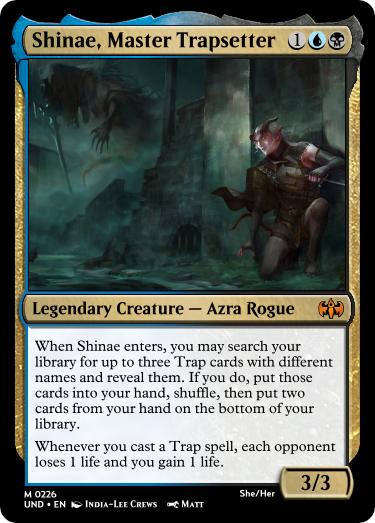 Shinae, Master Trapsetter 1
Legendary Creature — Azra Rogue
When Shinae enters, you may search your
library for up to three Trap cards with different
names and reveal them. If you do, put those
cards into your hand, shuffle, then put two
cards from your hand on the bottom of your
library.
Whenever you cast a Trap spell, each opponent
loses 1 life and you gain 1 life.
3/3
M 0226 She/Her
UND • EN India-Lee Crews Matt